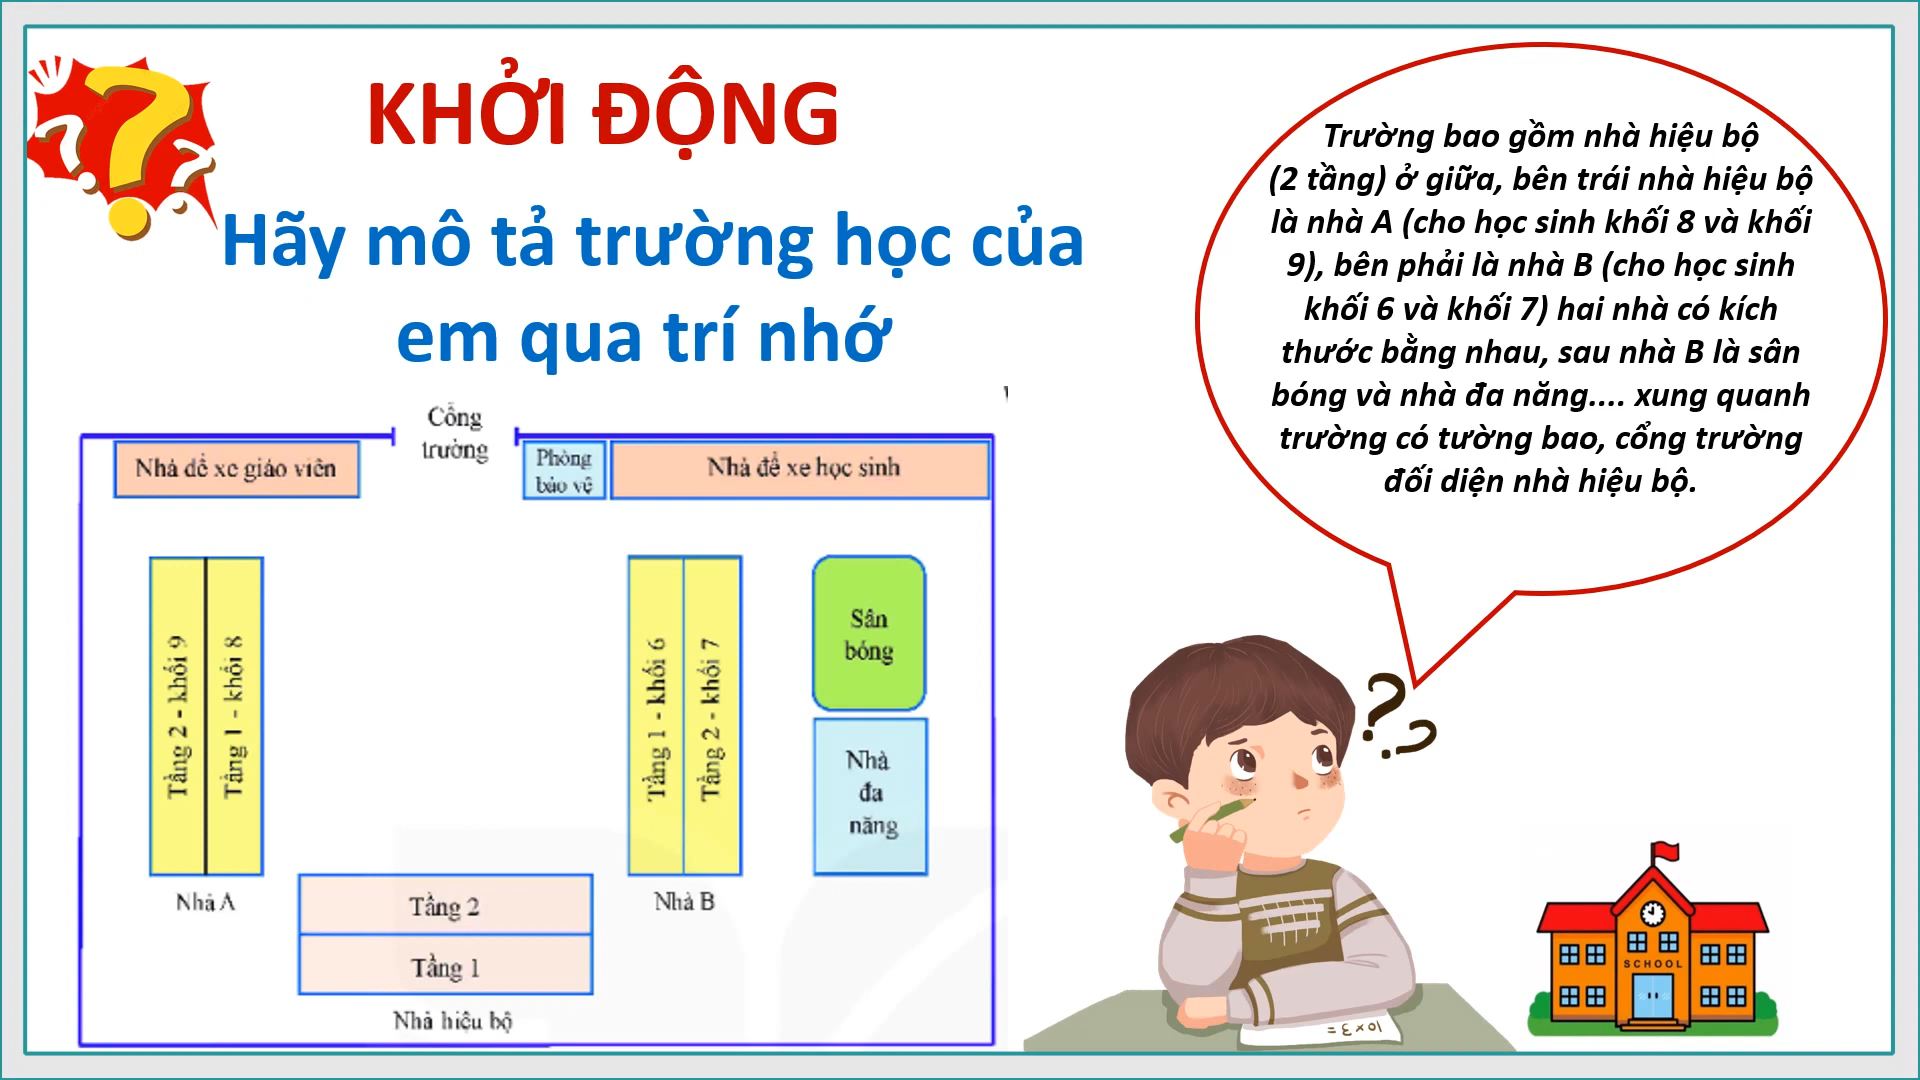 KHỞI ĐỘNG
Hãy mô tả trường học của
em qua trí nhớ
Trường bao gồm nhà hiệu bộ
(2 tầng) ở giữa, bên trái nhà hiệu bộ
là nhà A (cho học sinh khối 8 và khối
9), bên phải là nhà B (cho học sinh
khối 6 và khối 7) hai nhà có kích
thước bằng nhau, sau nhà B là sân
bóng và nhà đa năng.... xung quanh
trường có tường bao, cổng trường
đối diện nhà hiệu bộ.
Cổng
trường
Nhà để xe giáo viên
Phòng
bảo vệ
Nhà để xe học sinh
Tầng 2 - khối 9
Tầng 1 - khối 8
Tầng 1 - khối 6
Tầng 2 - khối 7
Sân
bóng
Nhà
đa
năng
Nhà A
Nhà B
Tầng 2
Tầng 1
Nhà hiệu bộ
10×3=
SCHOOL